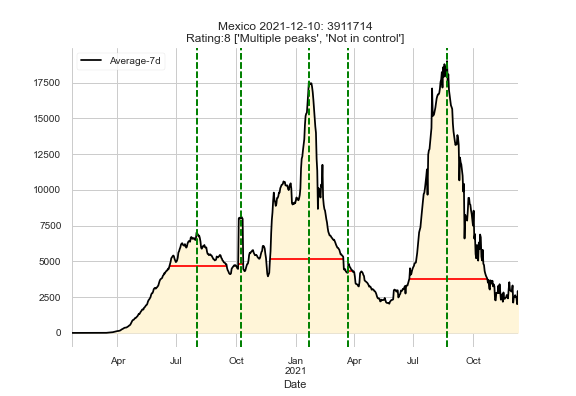 Mexico 2021-12-10: 3911714
Rating:8 ['Multiple peaks', 'Not in control']
Average-7d
17500
15000
12500
10000
7500
5000
2500
0
Apr Jul Oct Jan Apr Jul Oct
2021
Date